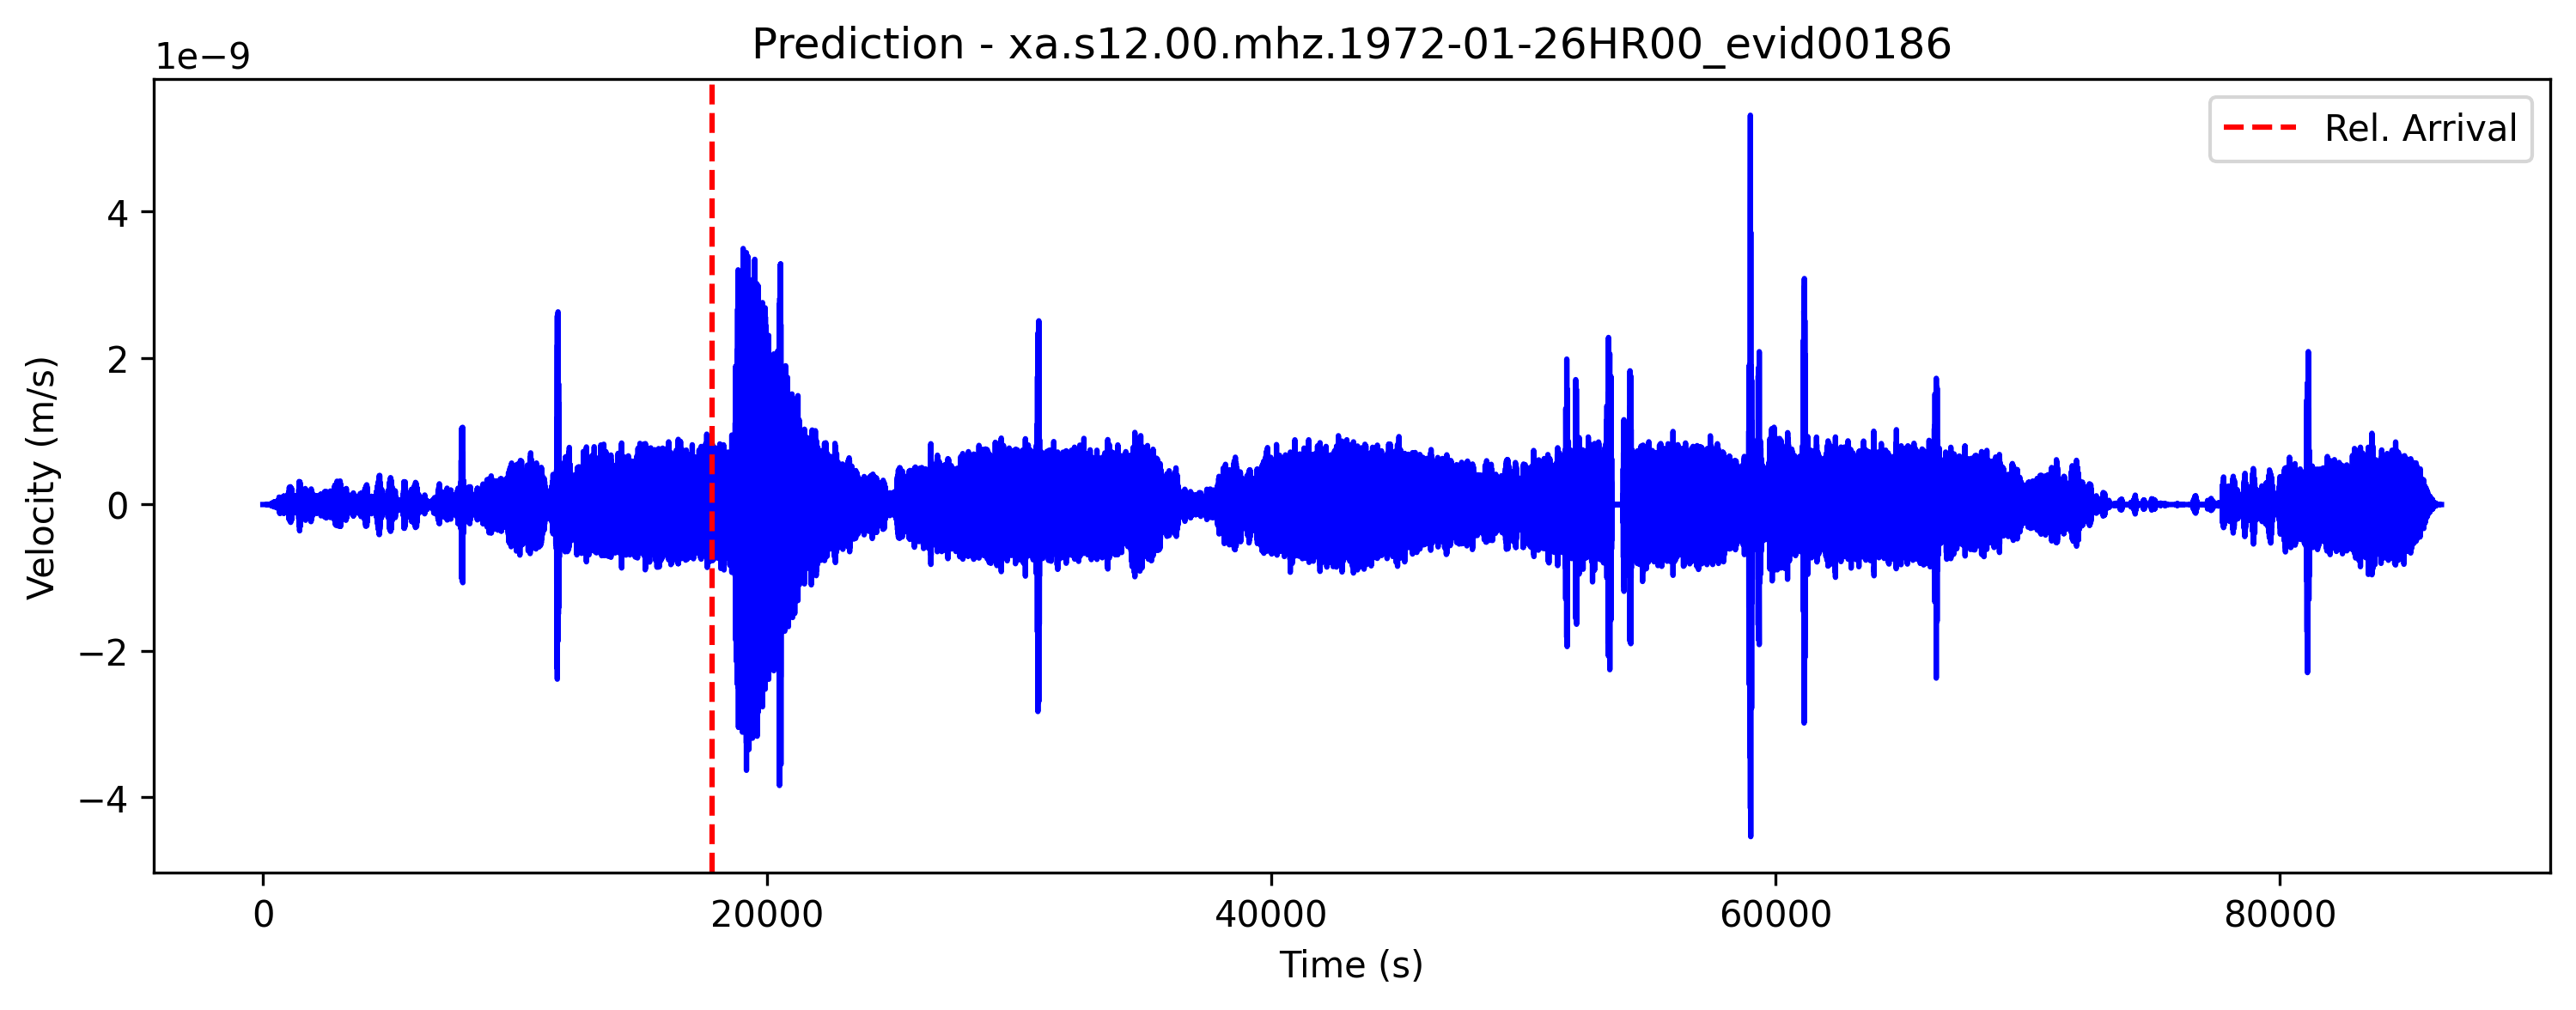 Prediction - xa.s12.00.mhz.1972-01-26HR00_evid00186
1e−9
Rel. Arrival
4
2
0
−2
−4
Velocity (m/s)
0 20000 40000 60000 80000
Time (s)